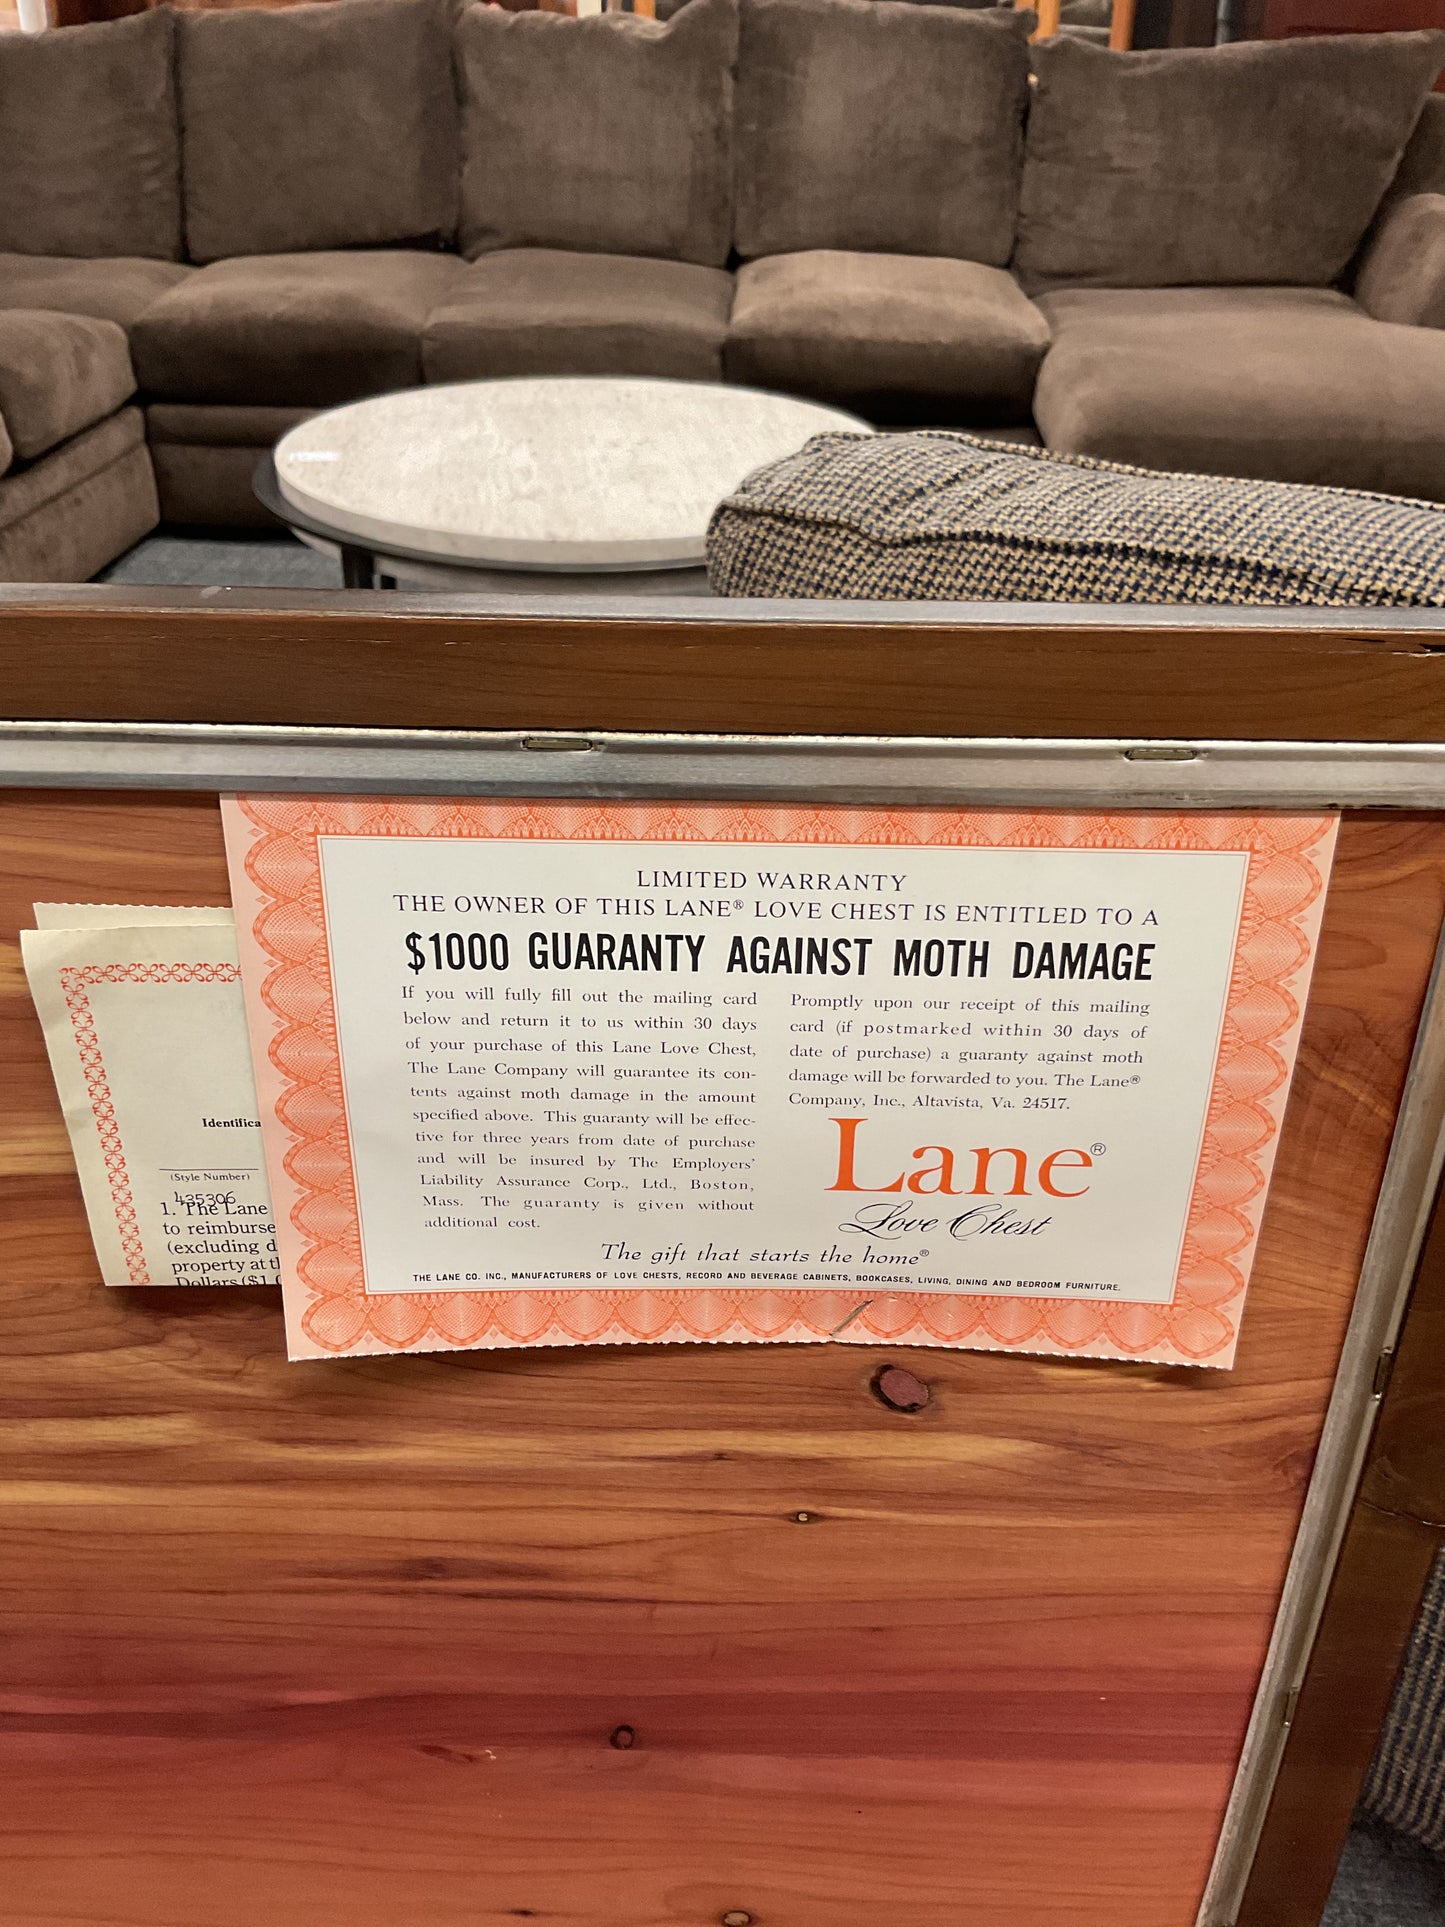 LIMITED WARRANTY
THE OWNER OF THIS LANE® LOVE CHEST IS ENTITLED TO A
$1000 GUARANTY AGAINST MOTH DAMAGE
If you will fully fill out the mailing card
below and return it to us within 30 days
of your purchase of this Lane Love Chest,
The Lane Company will guarantee its con-
tents against moth damage in the amount
specified above. This guaranty will be effec-
tive for three years from date of purchase
and will be insured by The Employers'
Liability Assurance Corp., Ltd., Boston,
Mass. The guaranty is given without
additional cost.
Promptly upon our receipt of this mailing
card (if postmarked within 30 days of
date of purchase) a guaranty against moth
damage will be forwarded to you. The Lane®
Company, Inc., Altavista, Va. 24517.
Lane®
Love Chest
The gift that starts the home®
THE LANE CO. INC., MANUFACTURERS OF LOVE CHESTS, RECORD AND BEVERAGE CABINETS, BOOKCASES, LIVING, DINING AND BEDROOM FURNITURE.
Identifica
(Style Number)
435306
1. The Lane
to reimburse
(excluding d
property at th
Dollars ($1,0